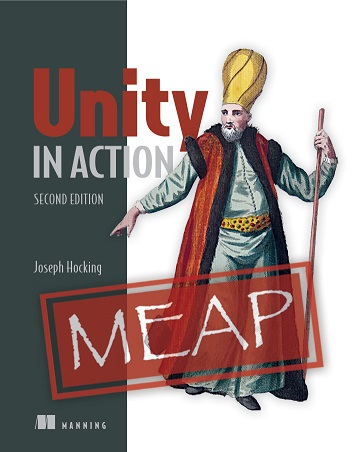 Unity
IN ACTION
SECOND EDITION
Joseph Hocking
MEAP
MANNING